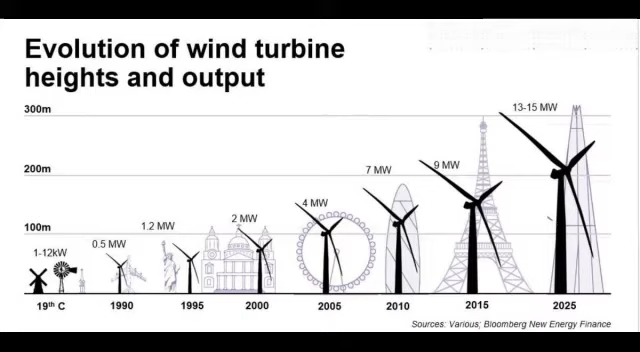 Evolution of wind turbine
heights and output
300m
13-15 MW
200m
9 MW
7 MW
4 MW
100m
2 MW
1.2 MW
0.5 MW
1-12kW
19th C
1990
1995
2000
2005
2010
2015
2025
Sources: Various; Bloomberg New Energy Finance